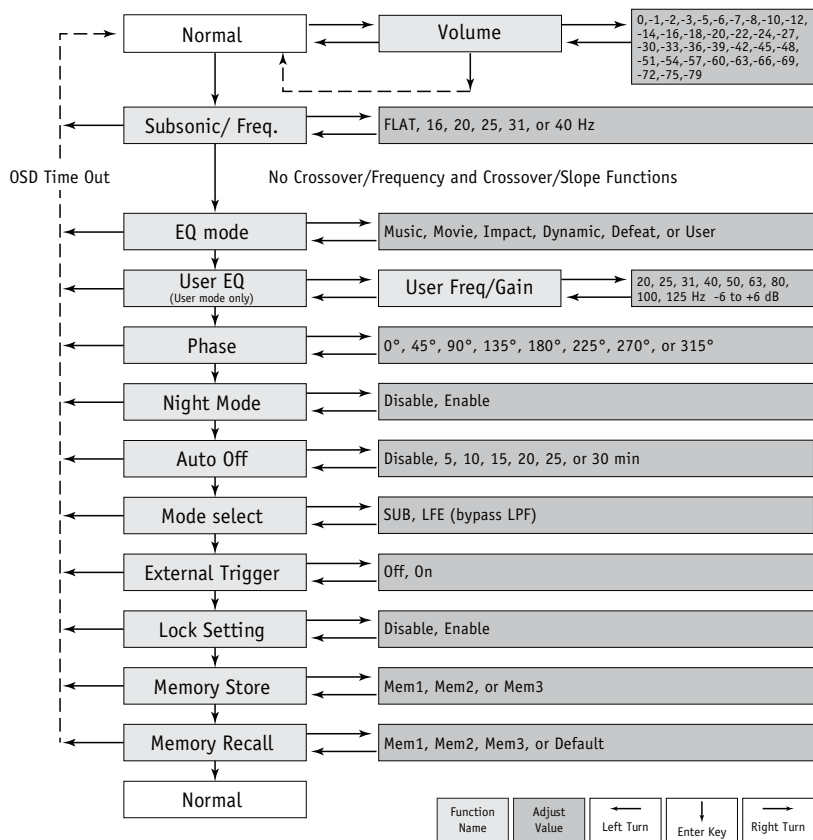 Normal
Volume
0,-1,-2,-3,-5,-6,-7,-8,-10,-12,
-14,-16,-18,-20,-22,-24,-27,
-30,-33,-36,-39,-42,-45,-48,
-51,-54,-57,-60,-63,-66,-69,
-72,-75,-79
Subsonic/ Freq.
FLAT, 16, 20, 25, 31, or 40 Hz
OSD Time Out
No Crossover/Frequency and Crossover/Slope Functions
EQ mode
Music, Movie, Impact, Dynamic, Defeat, or User
User EQ
(User mode only)
User Freq/Gain
20, 25, 31, 40, 50, 63, 80,
100, 125 Hz -6 to +6 dB
Phase
0°, 45°, 90°, 135°, 180°, 225°, 270°, or 315°
Night Mode
Disable, Enable
Auto Off
Disable, 5, 10, 15, 20, 25, or 30 min
Mode select
SUB, LFE (bypass LPF)
External Trigger
Off, On
Lock Setting
Disable, Enable
Memory Store
Mem1, Mem2, or Mem3
Memory Recall
Mem1, Mem2, Mem3, or Default
Normal
Function
Name
Adjust
Value
Left Turn
Enter Key
Right Turn